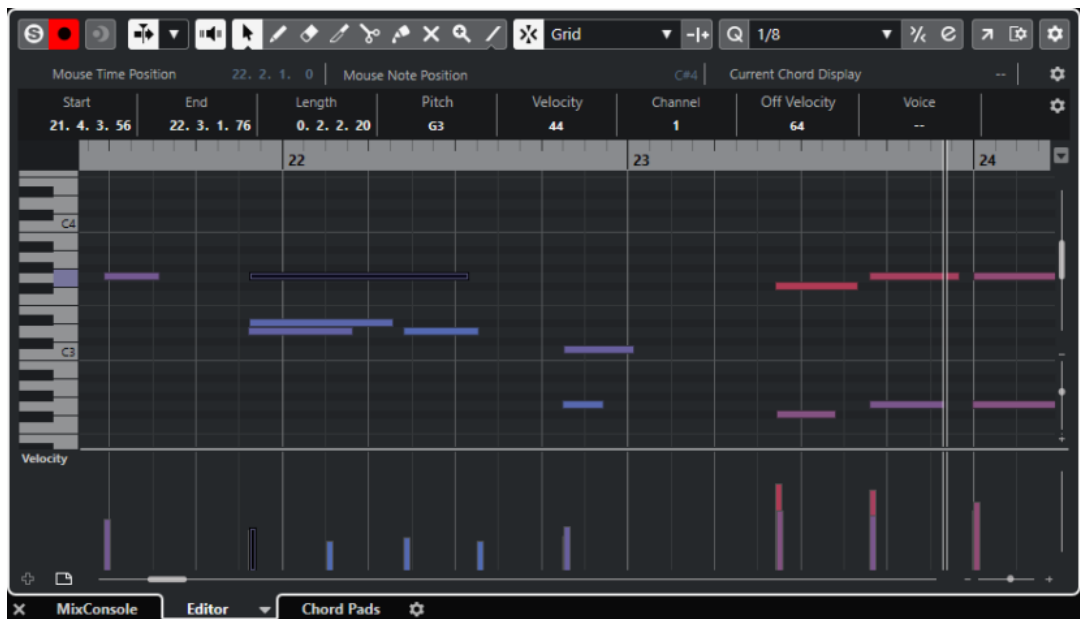 S Grid Q 1/8
Mouse Time Position 22. 2. 1. 0 Mouse Note Position C#4 Current Chord Display --
Start End Length Pitch Velocity Channel Off Velocity Voice
21. 4. 3. 56 22. 3. 1. 76 0. 2. 2. 20 G3 44 1 64 --
22 23 24
C4
C3
Velocity
MixConsole Editor Chord Pads